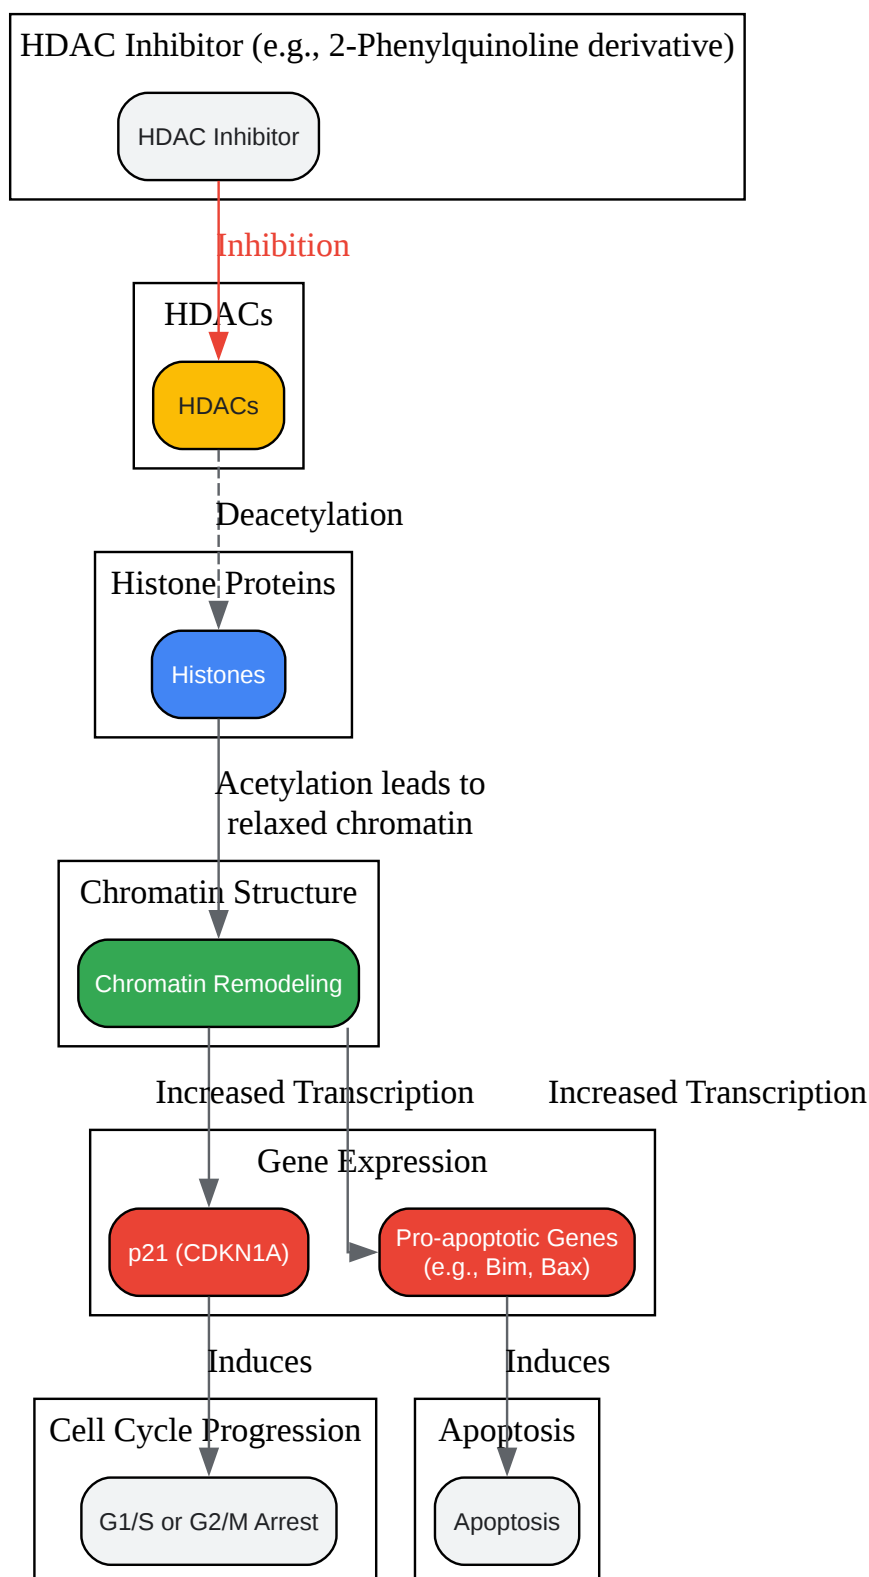 HDAC Inhibitor (e.g., 2-Phenylquinoline derivative)
HDAC Inhibitor
Inhibition
HDACs
HDACs
Deacetylation
Histone Proteins
Histones
Acetylation leads to
relaxed chromatin
Chromatin Structure
Chromatin Remodeling
Increased Transcription
Increased Transcription
Gene Expression
p21 (CDKN1A)
Pro-apoptotic Genes
(e.g., Bim, Bax)
Induces
Induces
Cell Cycle Progression
Apoptosis
G1/S or G2/M Arrest
Apoptosis